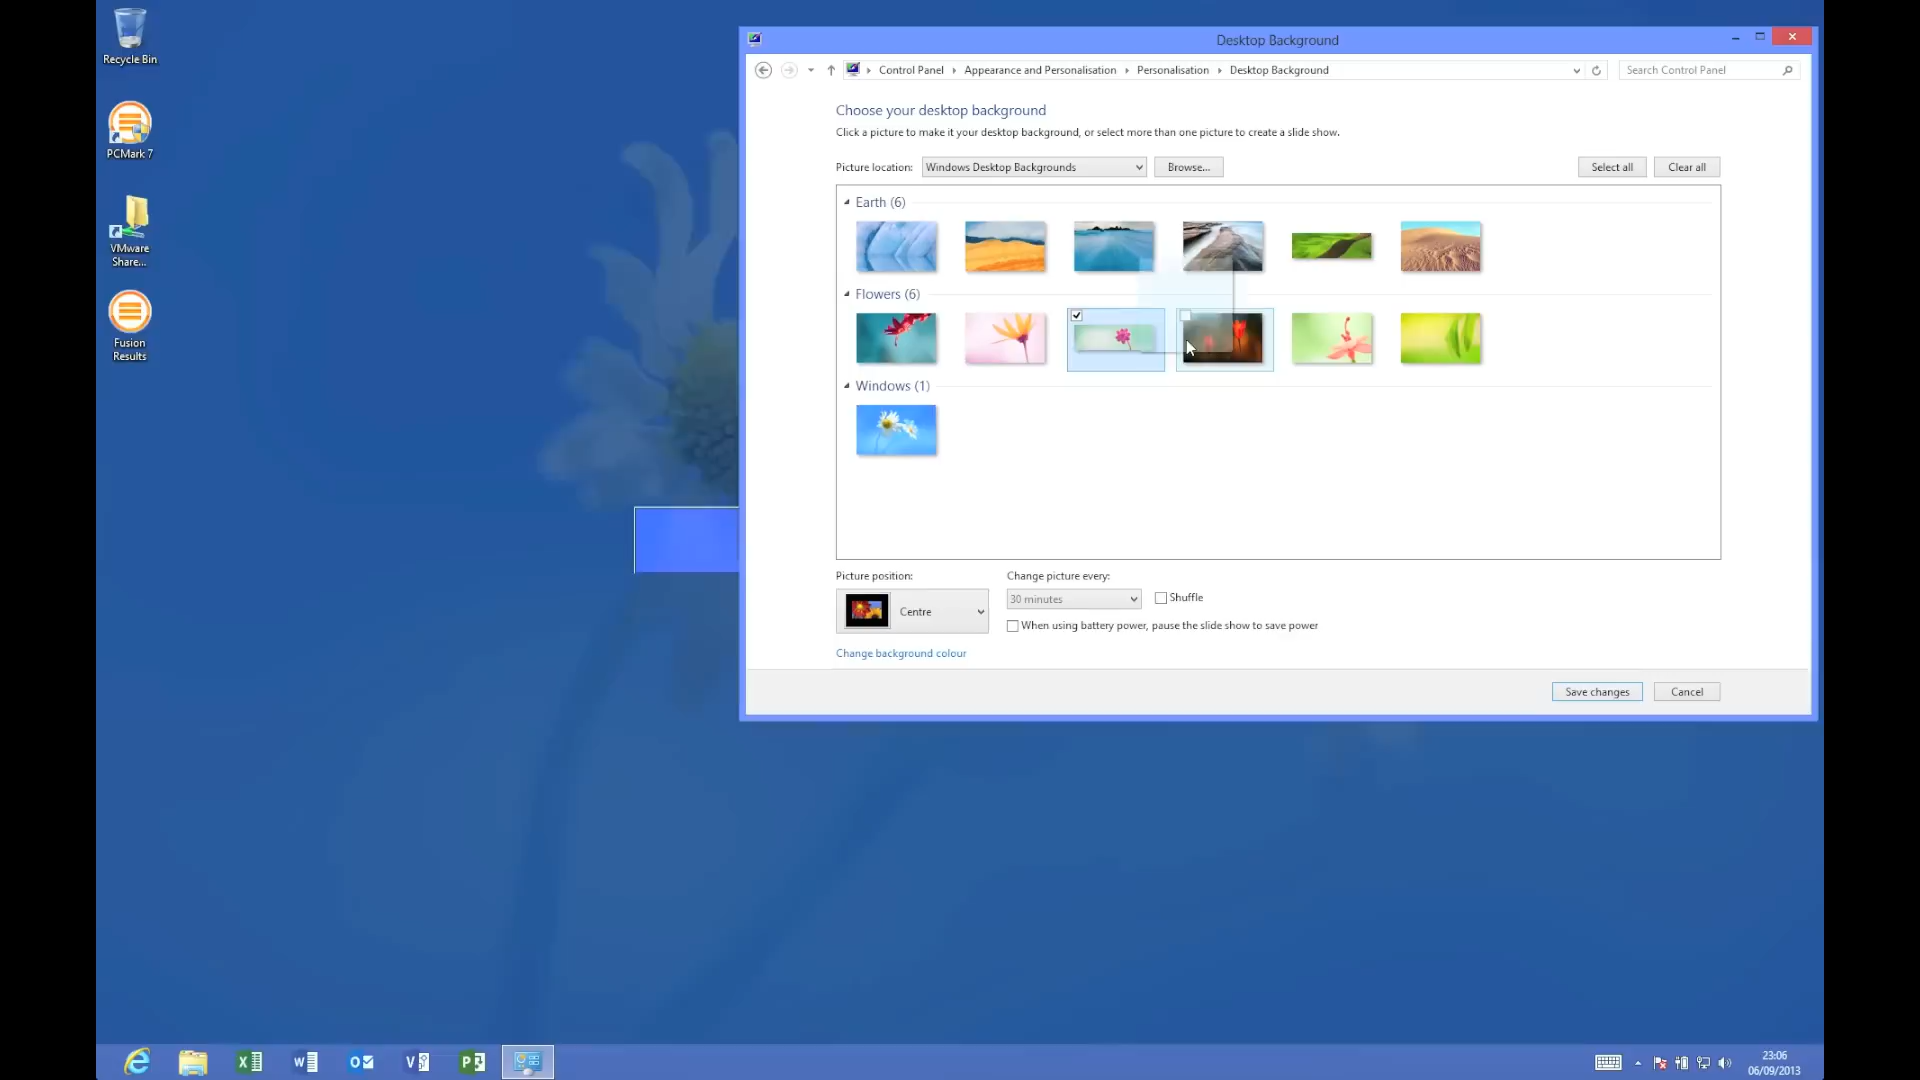 Recycle Bin
PCMark 7
VMware
Share...
Fusion
Results
Desktop Background
Control Panel
Appearance and Personalisation
Personalisation
Desktop Background
Search Control Panel
Choose your desktop background
Click a picture to make it your desktop background, or select more than one picture to create a slide show.
Picture location:
Windows Desktop Backgrounds
Browse...
Select all
Clear all
Earth (6)
Flowers (6)
Windows (1)
Picture position:
Centre
Change picture every:
30 minutes
Shuffle
When using battery power, pause the slide show to save power
Change background colour
Save changes
Cancel
23:06
06/09/2013